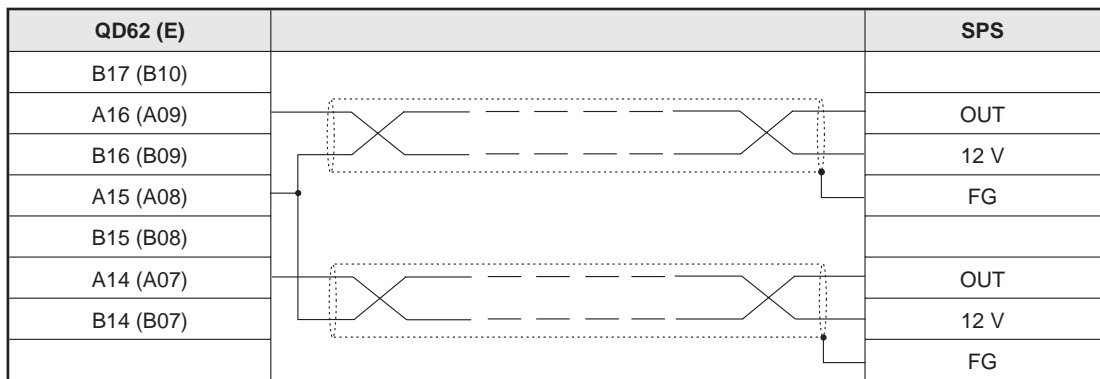 QD62 (E) SPS
B17 (B10)
A16 (A09) OUT
B16 (B09) 12 V
A15 (A08) FG
B15 (B08)
A14 (A07) OUT
B14 (B07) 12 V
FG